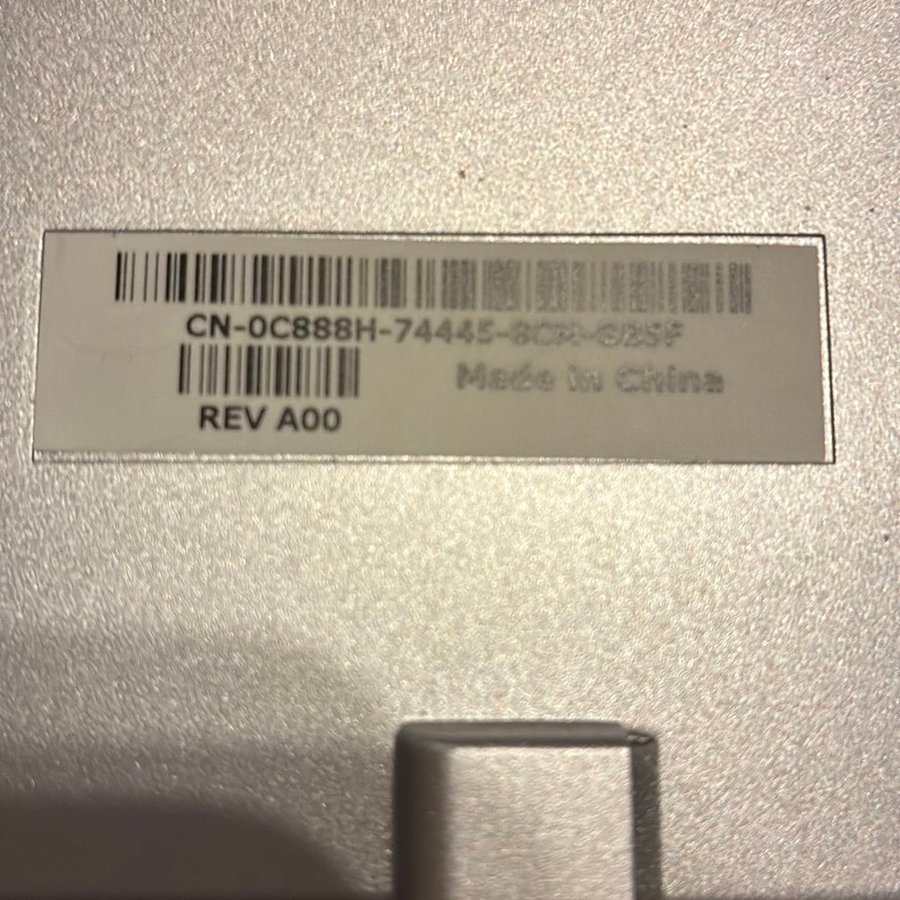 CN-0C888H-74445-
REV A00
Made in China